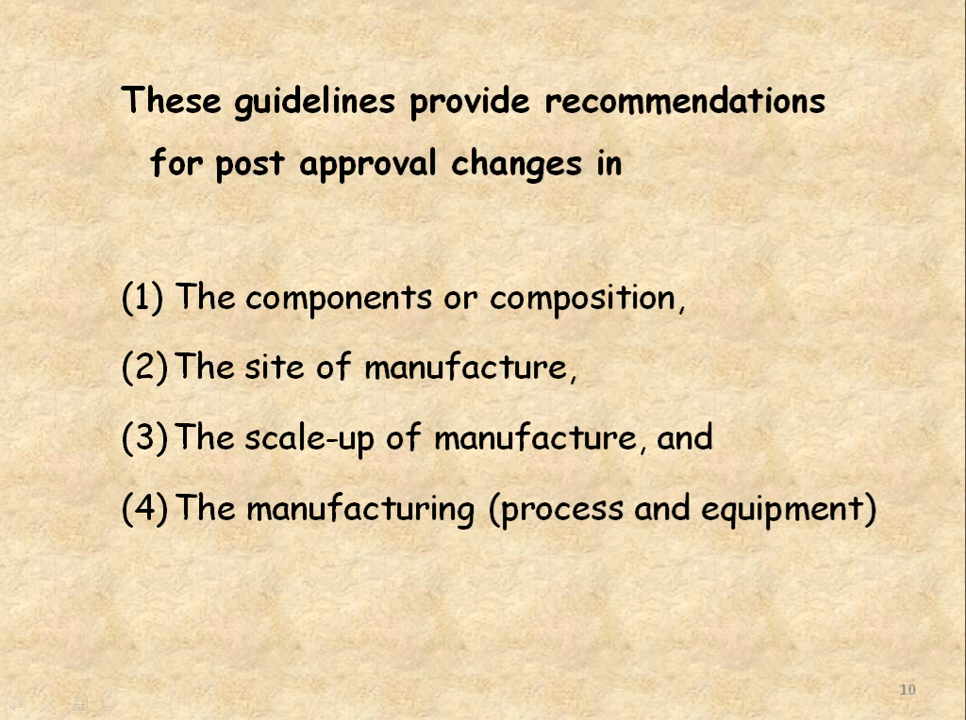 These guidelines provide recommendations
for post approval changes in
(1) The components or composition,
(2) The site of manufacture,
(3) The scale-up of manufacture, and
(4) The manufacturing (process and equipment)
10